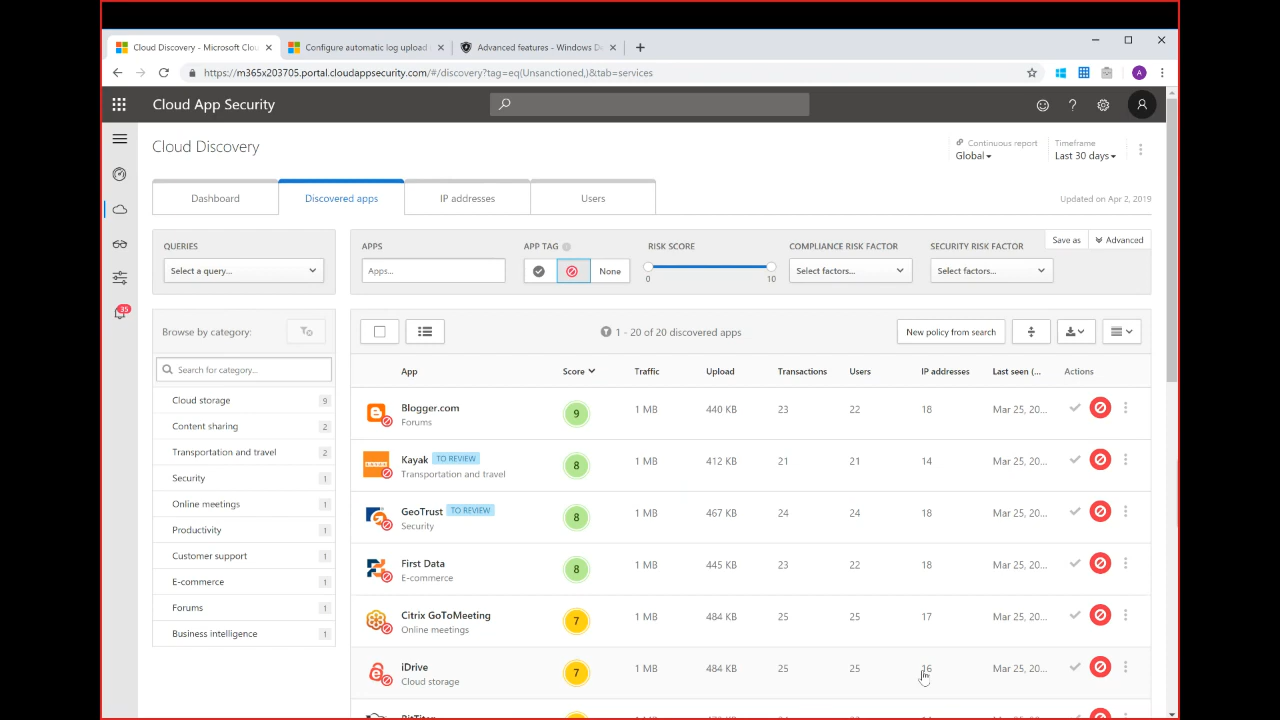 Cloud Discovery - Microsoft Clou
Configure automatic log upload
Advanced features - Windows De
https://m365x203705.portal.cloudappsecurity.com/#/discovery?tag=eq(Unsanctioned,)&tab=services
A
Cloud App Security
Cloud Discovery
Continuous report
Global
Timeframe
Last 30 days
Dashboard
Discovered apps
IP addresses
Users
Updated on Apr 2, 2019
QUERIES
Select a query...
APPS
Apps...
APP TAG
None
RISK SCORE
0
10
COMPLIANCE RISK FACTOR
Select factors...
SECURITY RISK FACTOR
Select factors...
Save as
Advanced
35
Browse by category:
Search for category...
Cloud storage 9
Content sharing 2
Transportation and travel 2
Security 1
Online meetings 1
Productivity 1
Customer support 1
E-commerce 1
Forums 1
Business intelligence 1
1 - 20 of 20 discovered apps
New policy from search
App Score Traffic Upload Transactions Users IP addresses Last seen (... Actions
Blogger.com 9 1 MB 440 KB 23 22 18 Mar 25, 20...
Forums
Kayak TO REVIEW 8 1 MB 412 KB 21 21 14 Mar 25, 20...
Transportation and travel
GeoTrust TO REVIEW 8 1 MB 467 KB 24 24 18 Mar 25, 20...
Security
First Data 8 1 MB 445 KB 23 22 18 Mar 25, 20...
E-commerce
Citrix GoToMeeting 7 1 MB 484 KB 25 25 17 Mar 25, 20...
Online meetings
iDrive 7 1 MB 484 KB 25 25 16 Mar 25, 20...
Cloud storage